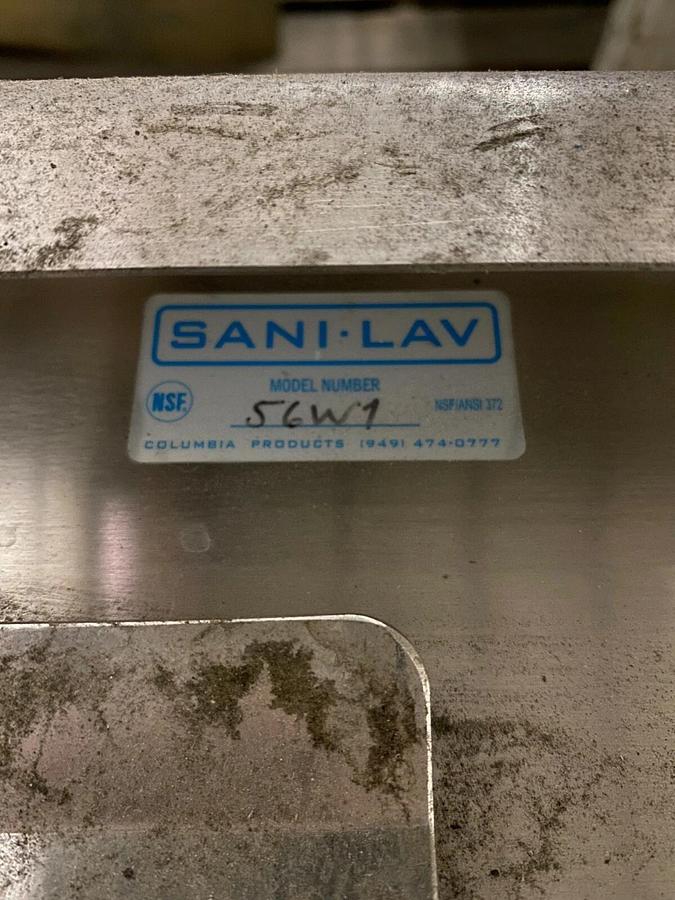 SANI·LAV
MODEL NUMBER
NSF.
56W1
NSF/ANSI 372
COLUMBIA PRODUCTS (949) 474-0777